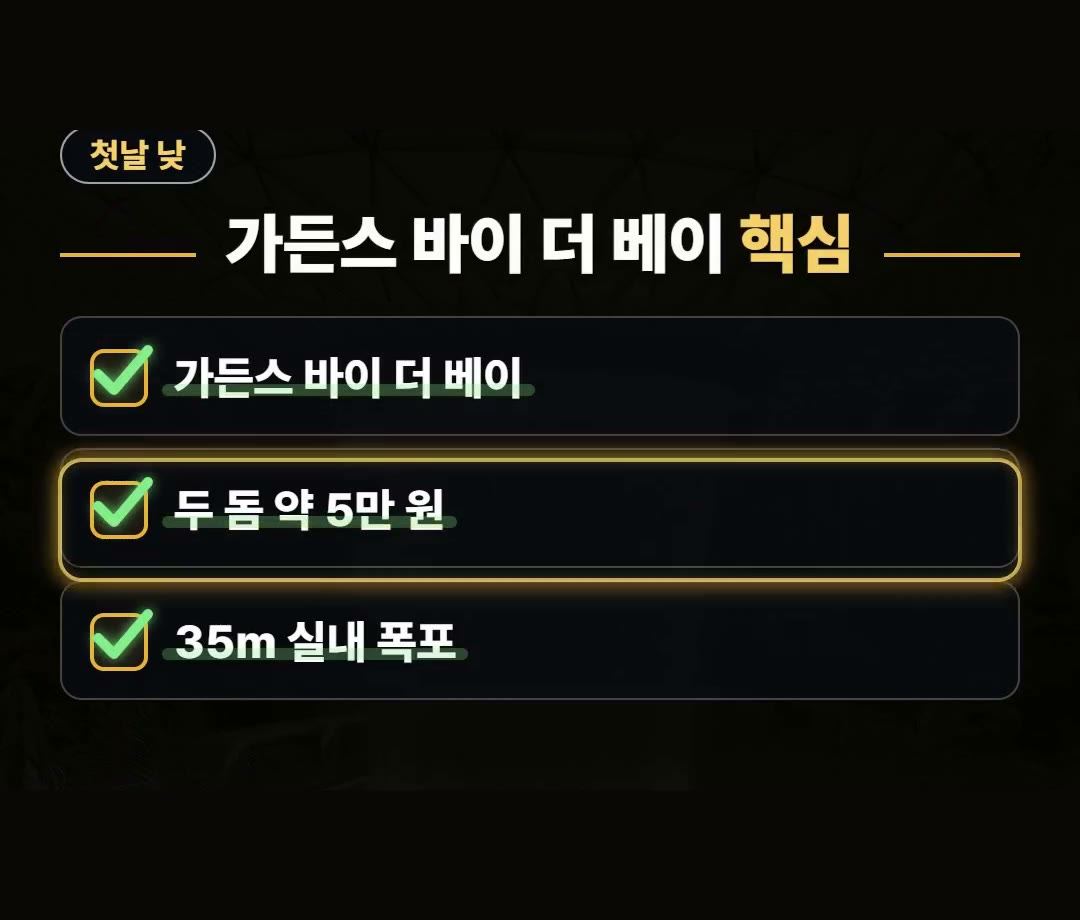 첫날 낮
가든스 바이 더 베이 핵심
가든스 바이 더 베이
두 돔 약 5만 원
35m 실내 폭포